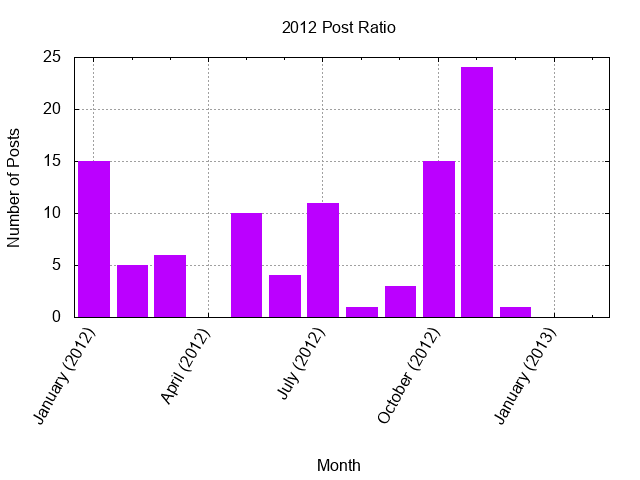 2012 Post Ratio
25
20
15
10
5
0
Number of Posts
January (2012)
April (2012)
July (2012)
October (2012)
January (2013)
Month